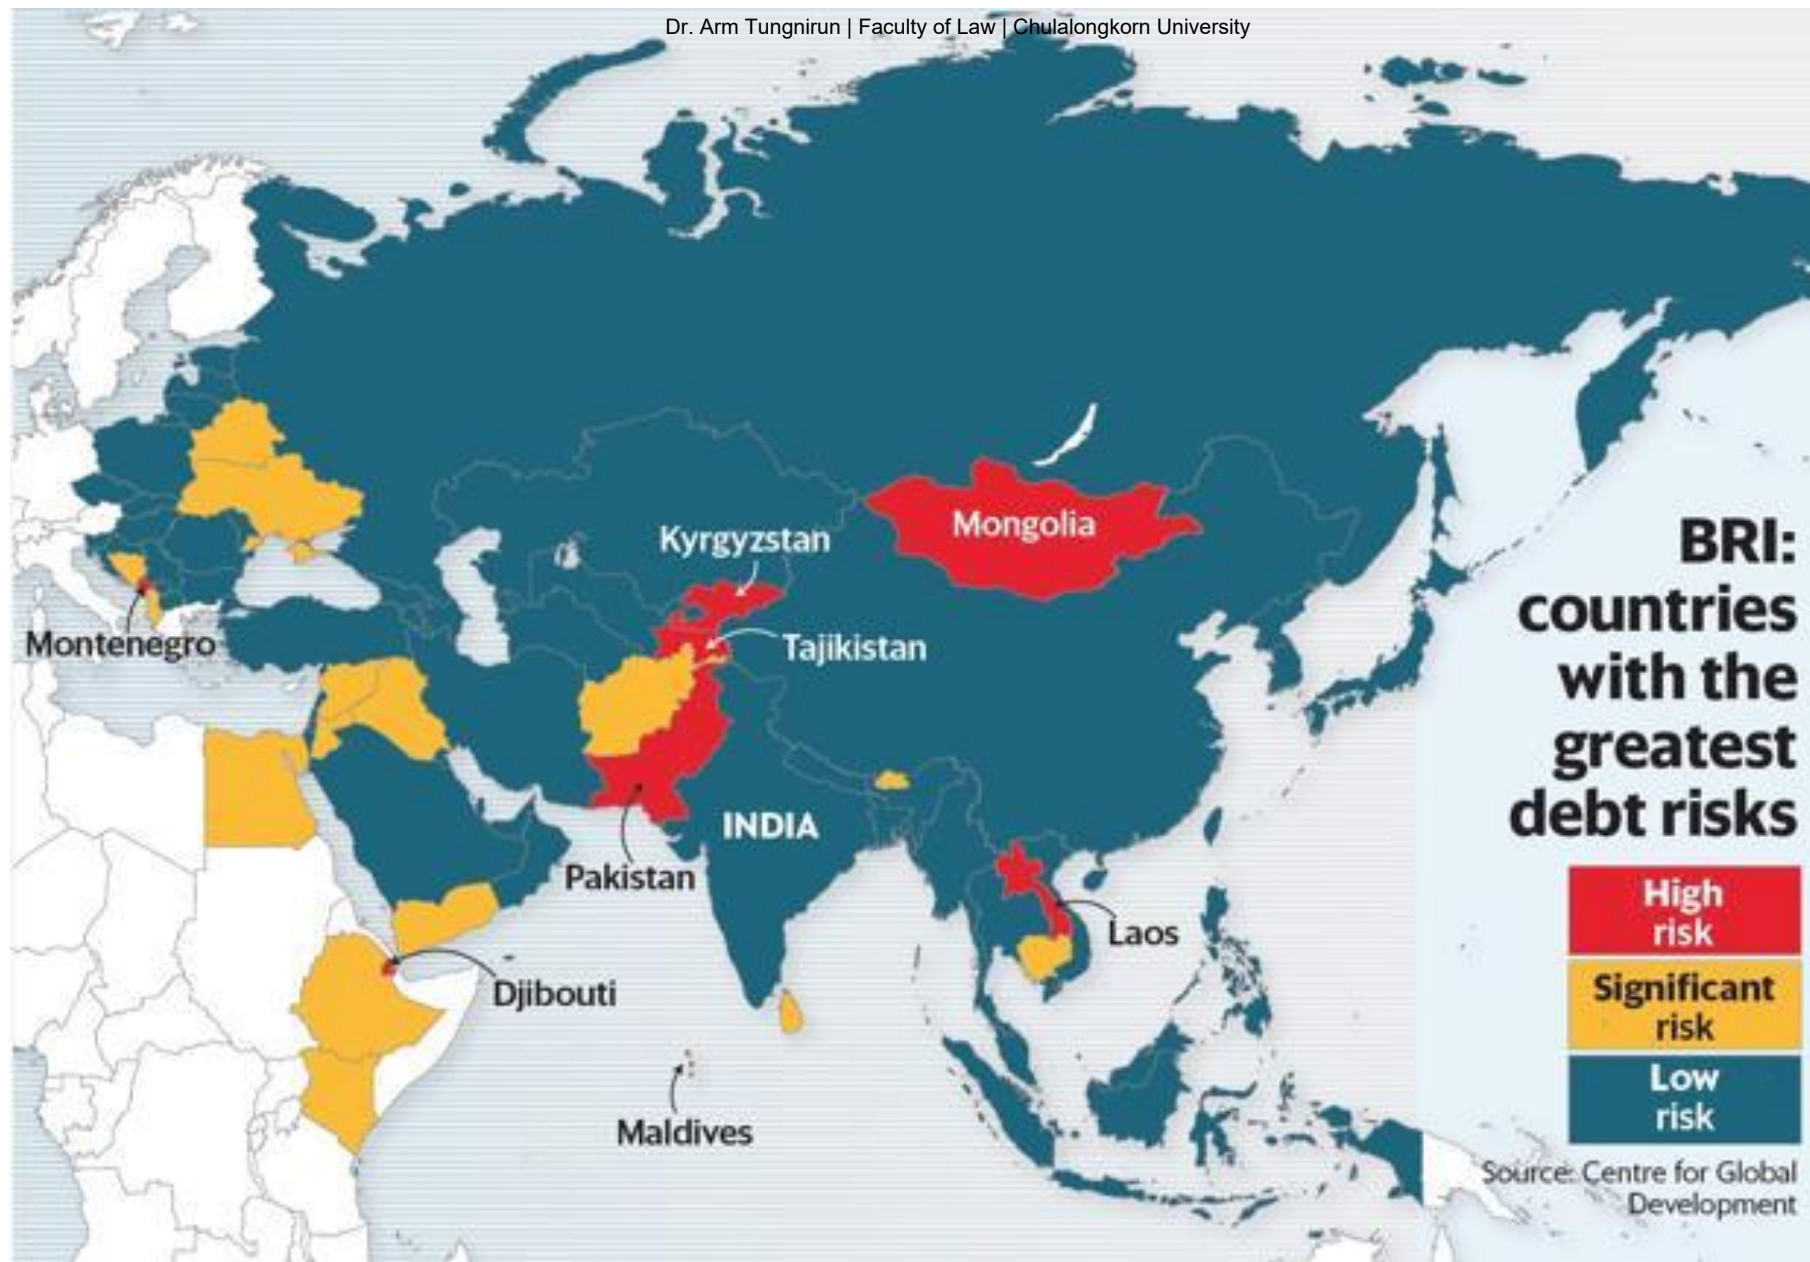 Dr. Arm Tungnirun | Faculty of Law | Chulalongkorn University
Kyrgyzstan
Mongolia
Montenegro
Tajikistan
INDIA
Pakistan
Laos
Djibouti
Maldives
BRI:
countries
with the
greatest
debt risks
High
risk
Significant
risk
Low
risk
Source: Centre for Global
Development